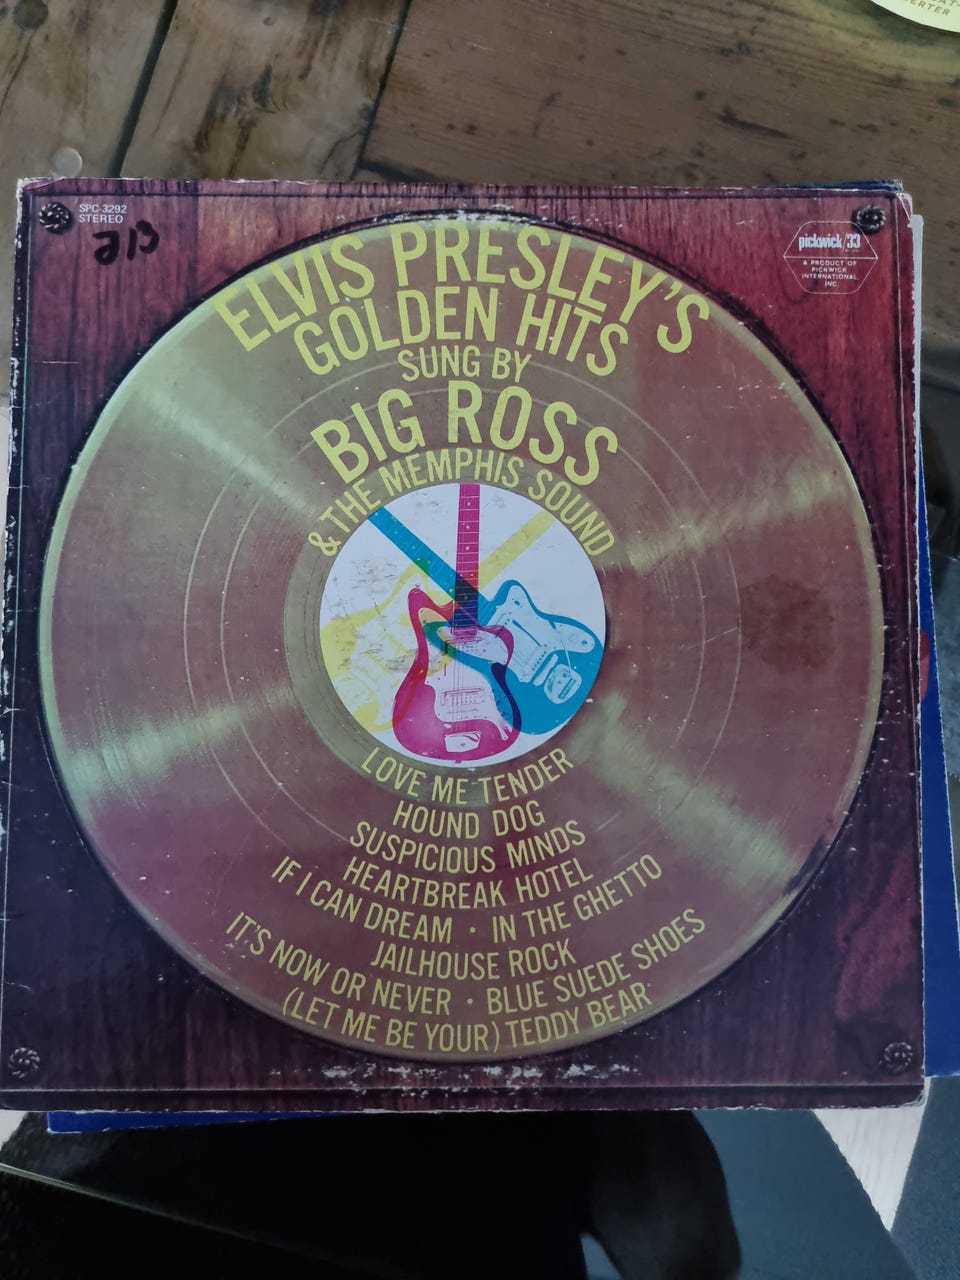 SPC-3292
STEREO
213
pickwick/33
A PRODUCT OF
PICKWICK
INTERNATIONAL
INC
ELVIS PRESLEY'S
GOLDEN HITS
SUNG BY
BIG ROSS
& THE MEMPHIS SOUND
LOVE ME TENDER
HOUND DOG
SUSPICIOUS MINDS
HEARTBREAK HOTEL
IF I CAN DREAM · IN THE GHETTO
JAILHOUSE ROCK
IT'S NOW OR NEVER · BLUE SUEDE SHOES
(LET ME BE YOUR) TEDDY BEAR